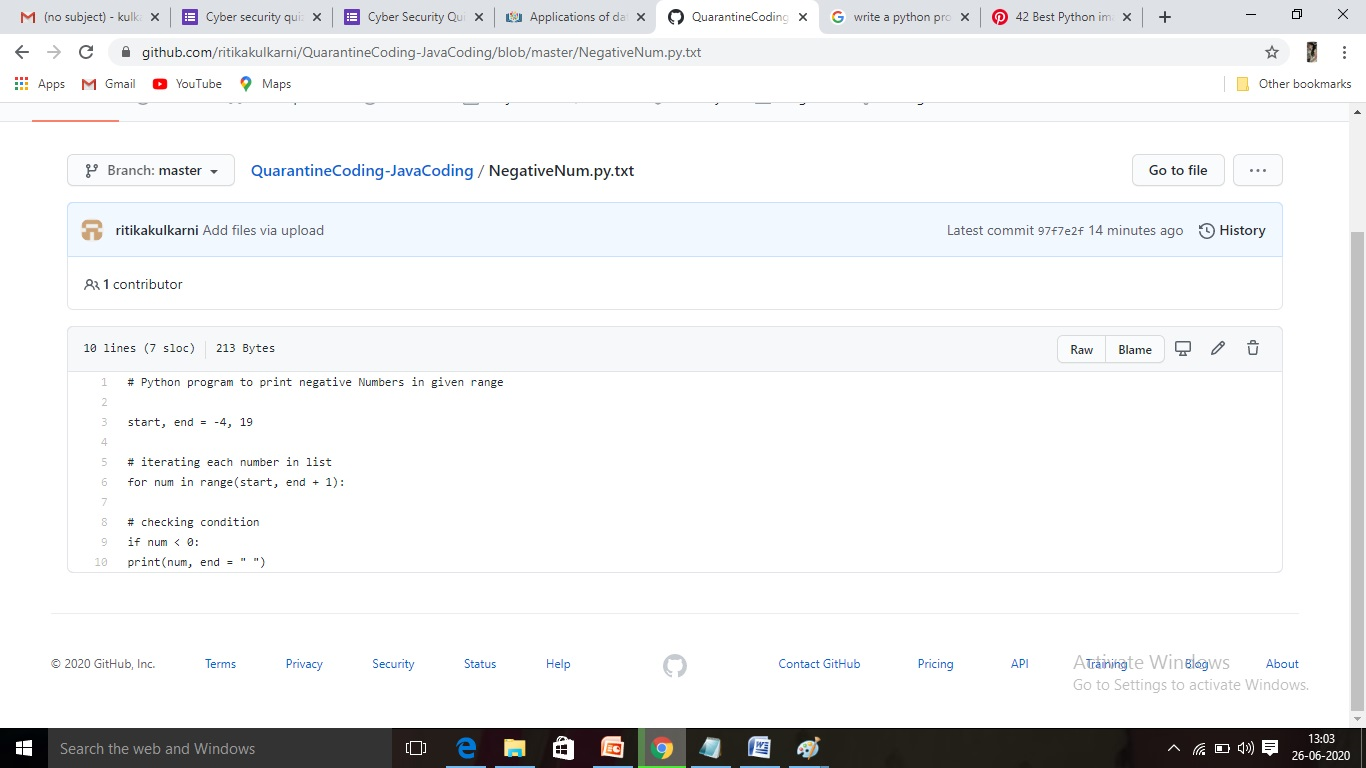 (no subject) - kulk
Cyber security qui
Cyber Security Qu
Applications of da
QuarantineCoding
write a python pro
42 Best Python im
github.com/ritikakulkarni/QuarantineCoding-JavaCoding/blob/master/NegativeNum.py.txt
Apps Gmail YouTube Maps Other bookmarks
Branch: master QuarantineCoding-JavaCoding / NegativeNum.py.txt Go to file ...
ritikakulkarni Add files via upload Latest commit 97f7e2f 14 minutes ago History
1 contributor
10 lines (7 sloc) 213 Bytes Raw Blame
1 # Python program to print negative Numbers in given range
2
3 start, end = -4, 19
4
5 # iterating each number in list
6 for num in range(start, end + 1):
7
8 # checking condition
9 if num < 0:
10 print(num, end = " ")
© 2020 GitHub, Inc. Terms Privacy Security Status Help Contact GitHub Pricing API Training Blog About
Activate Windows
Go to Settings to activate Windows.
Search the web and Windows
13:03
26-06-2020